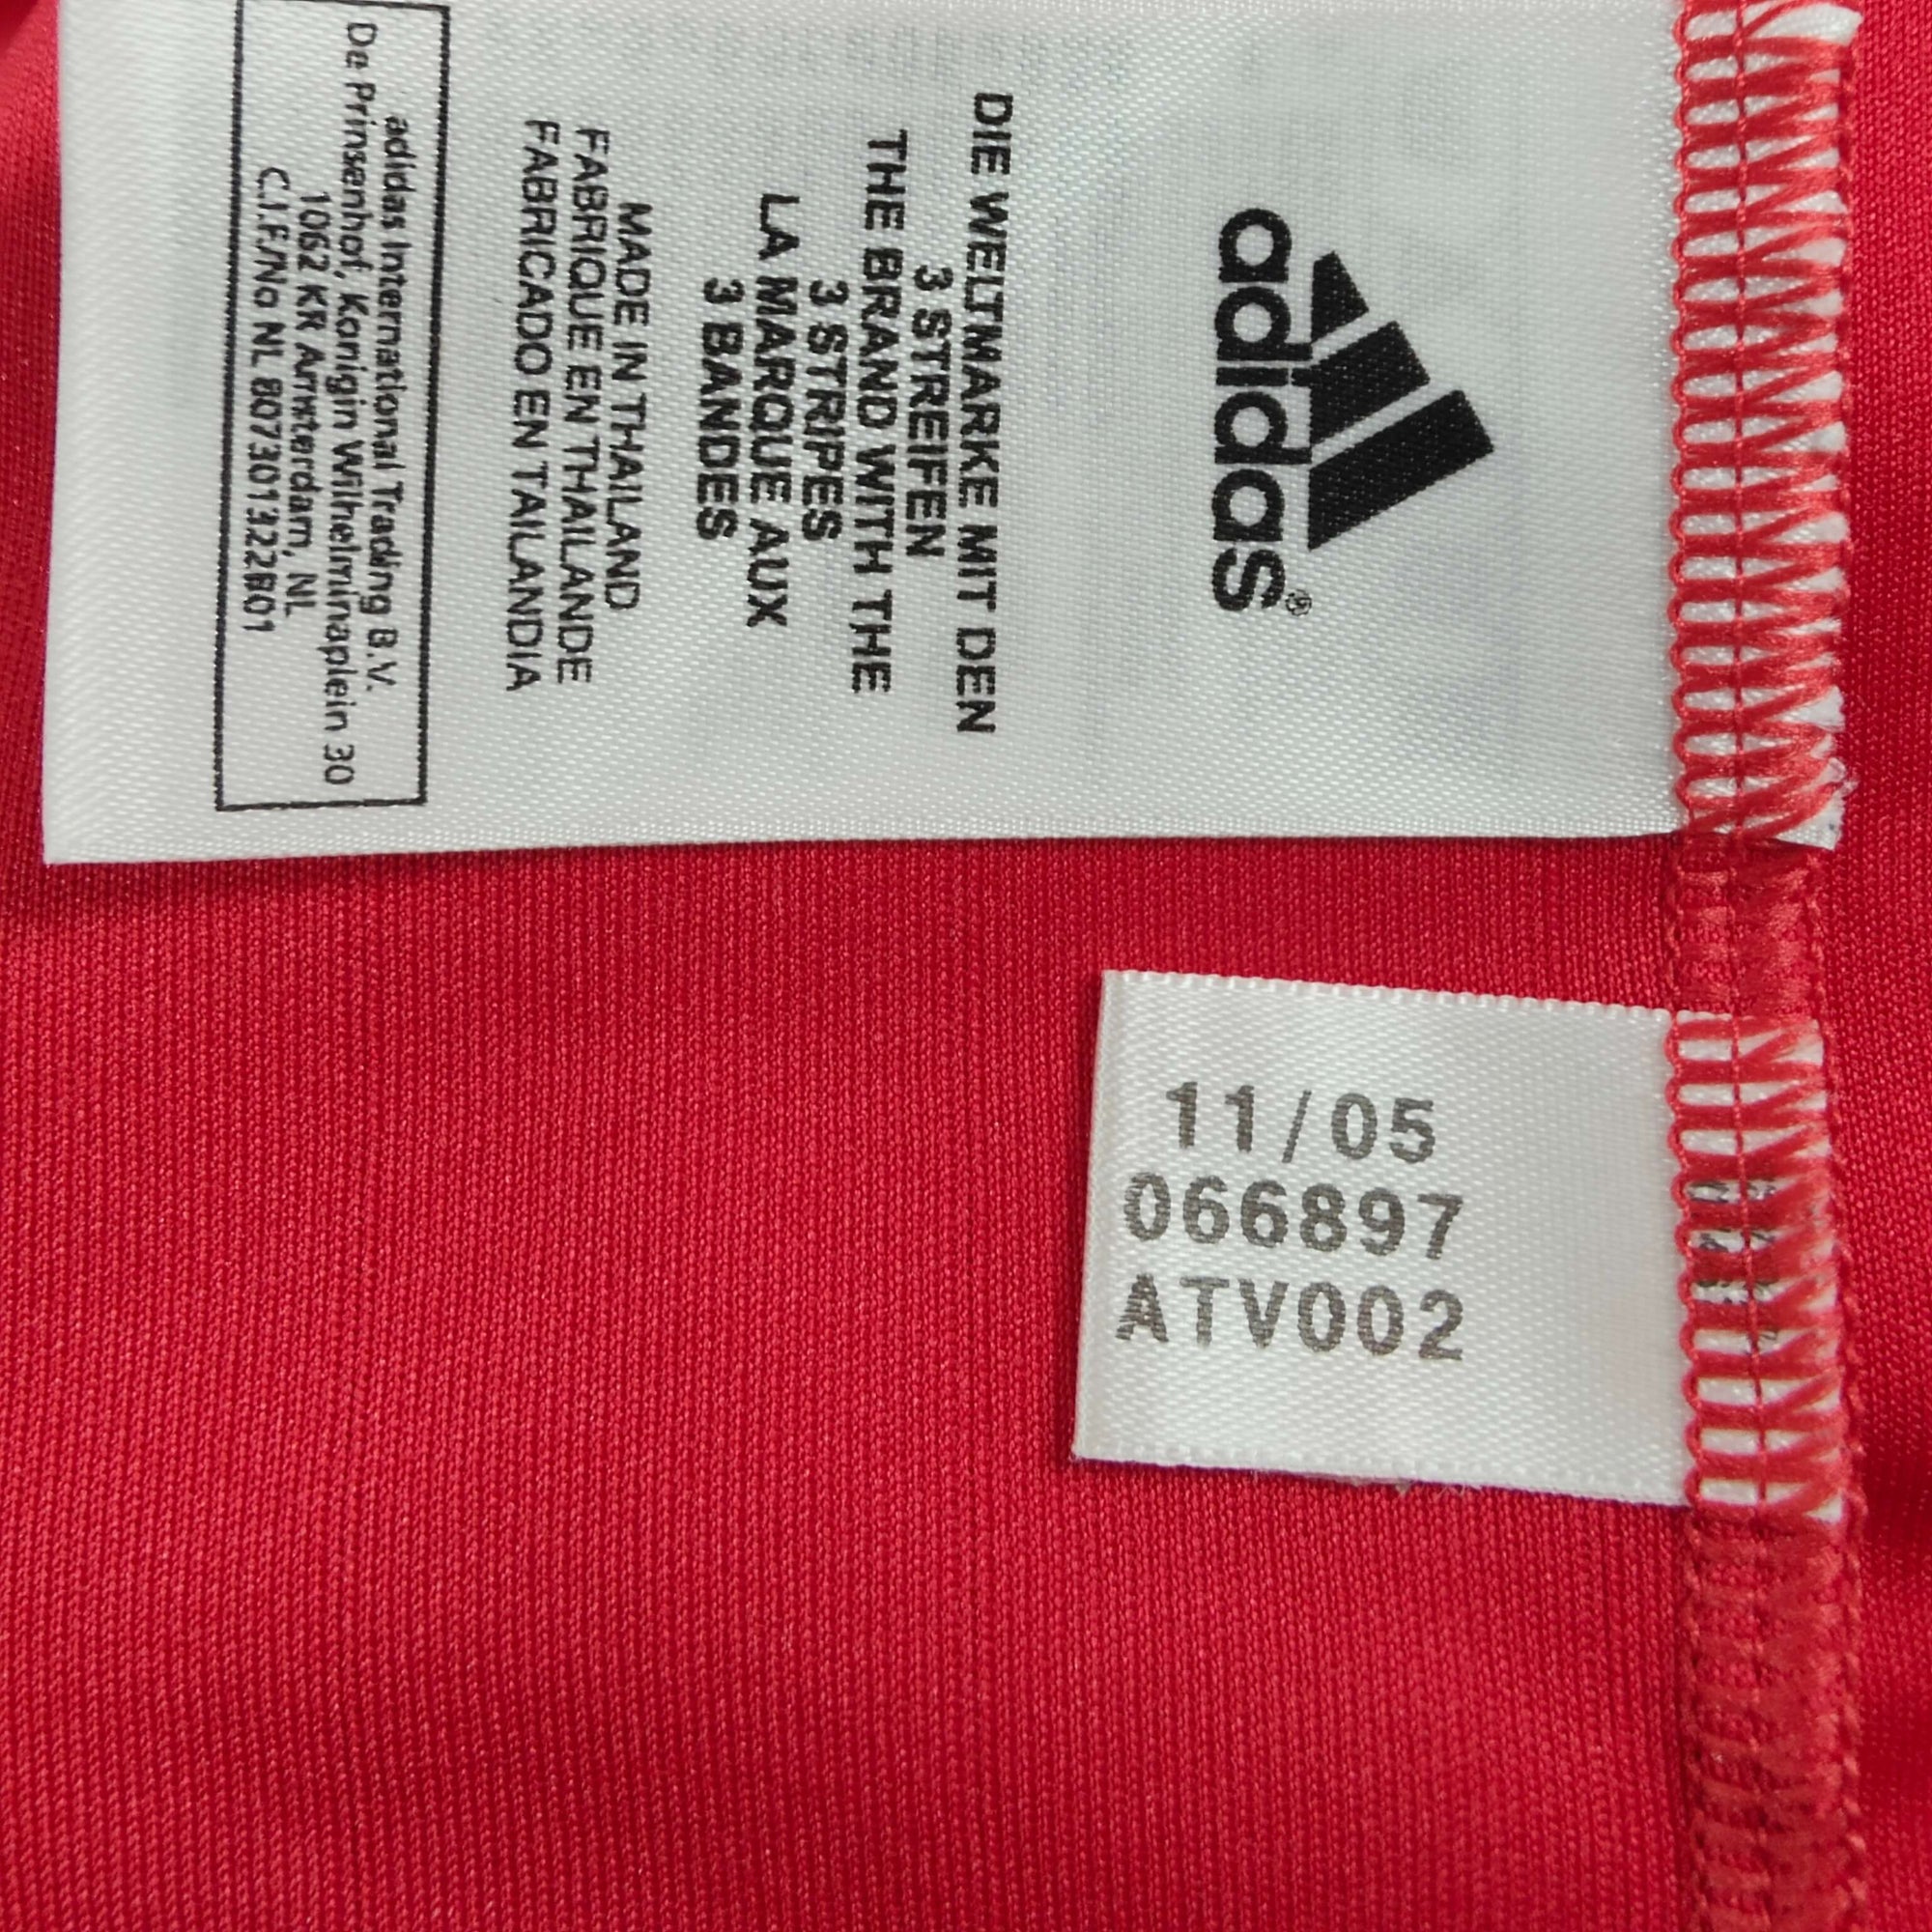 adidas®
DIE WELTMARKE MIT DEN
3 STREIFEN
THE BRAND WITH THE
3 STRIPES
LA MARQUE AUX
3 BANDES
MADE IN THAILAND
FABRIQUE EN THAILANDE
FABRICADO EN TAILANDIA
adidas International Trading B.V.
De Prinsenhof, Konigin Wilhelminaplein 30
1062 KR Amsterdam, NL
C.I.F./No NL 807301322B01
11/05
066897
ATV002